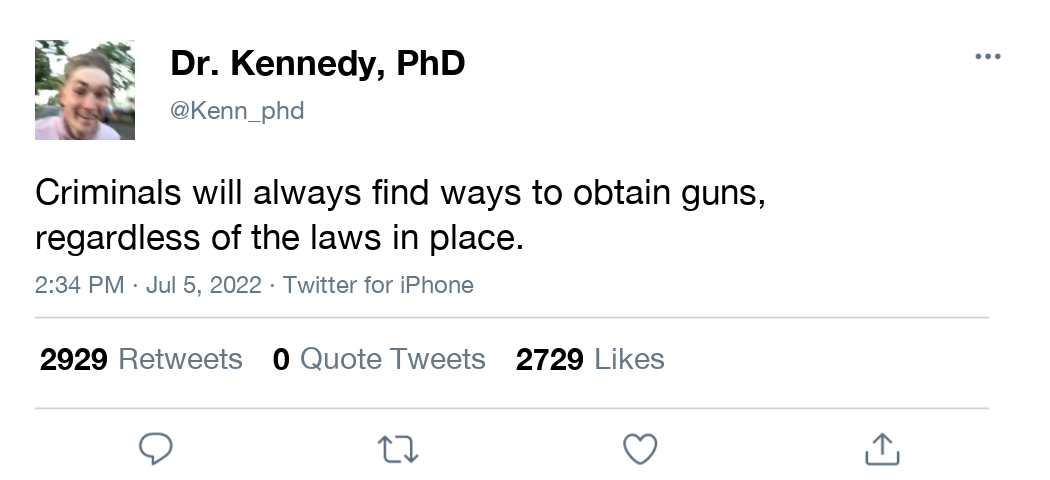 Dr. Kennedy, PhD
@Kenn_phd
Criminals will always find ways to obtain guns,
regardless of the laws in place.
2:34 PM · Jul 5, 2022 · Twitter for iPhone
2929 Retweets 0 Quote Tweets 2729 Likes